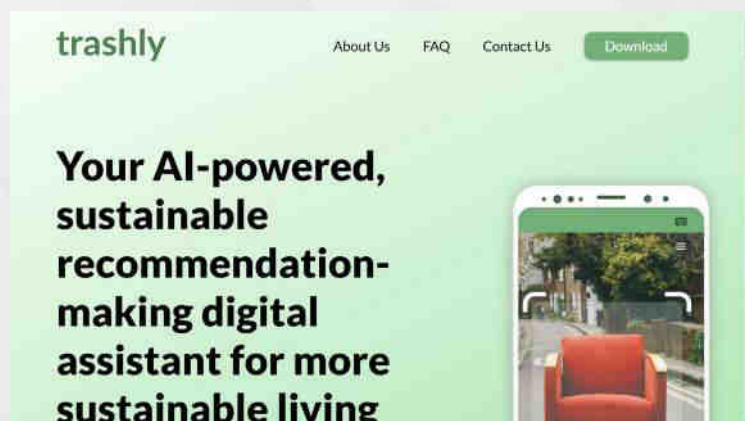 trashly
About Us FAQ Contact Us Download
Your AI-powered,
sustainable
recommendation-
making digital
assistant for more
sustainable living